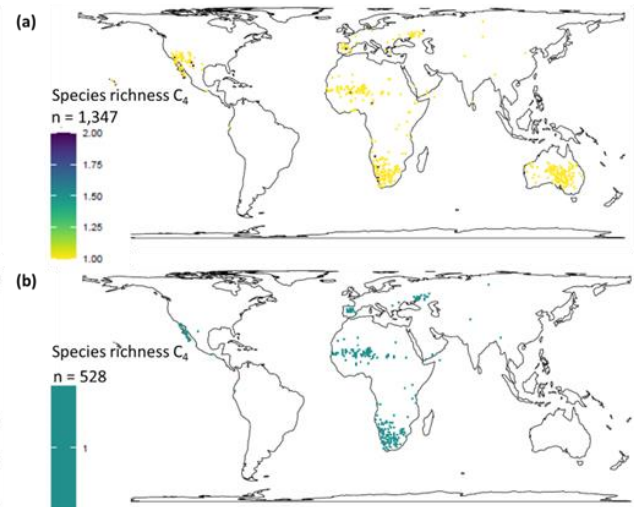 (a)
Species richness C₄
n = 1,347
2.00
1.75
1.50
1.25
1.00
(b)
Species richness C₄
n = 528
1